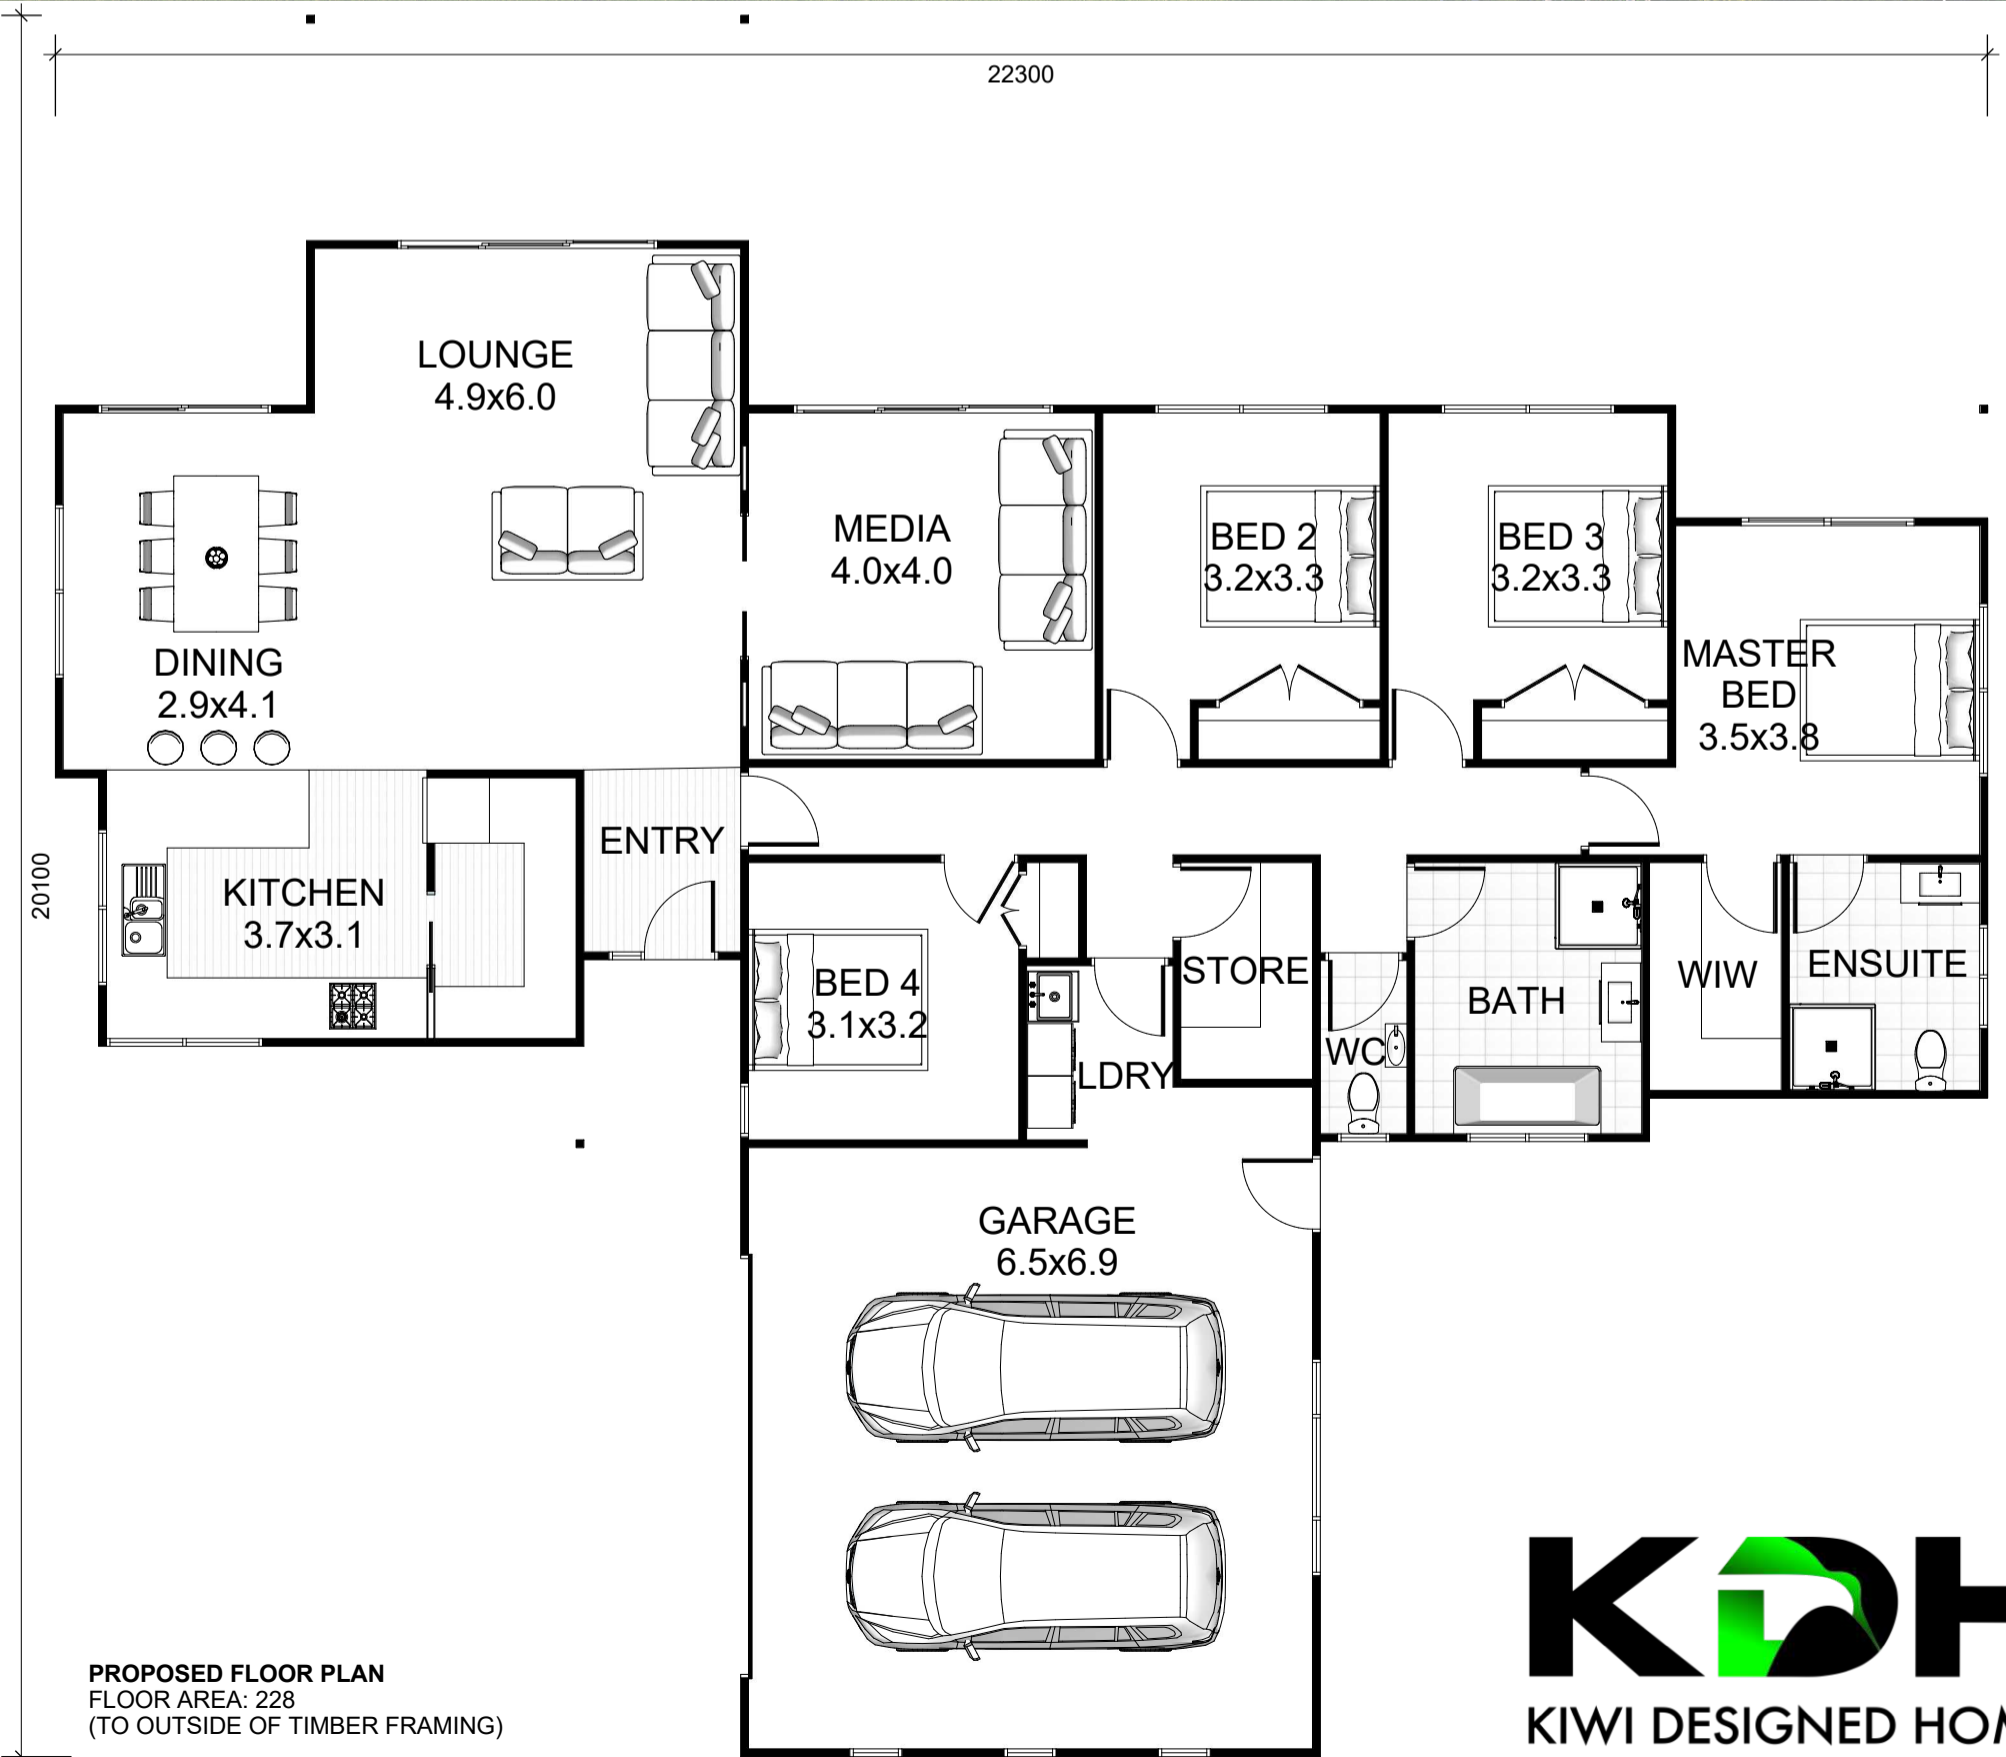 22300
LOUNGE
4.9x6.0
MEDIA
4.0x4.0
BED 2
3.2x3.3
BED 3
3.2x3.3
MASTER
BED
3.5x3.8
DINING
2.9x4.1
20100
ENTRY
KITCHEN
3.7x3.1
BED 4
3.1x3.2
STORE
LDRY
WC
BATH
WIW
ENSUITE
GARAGE
6.5x6.9
PROPOSED FLOOR PLAN
FLOOR AREA: 228
(TO OUTSIDE OF TIMBER FRAMING)
KDH
KIWI DESIGNED HOM